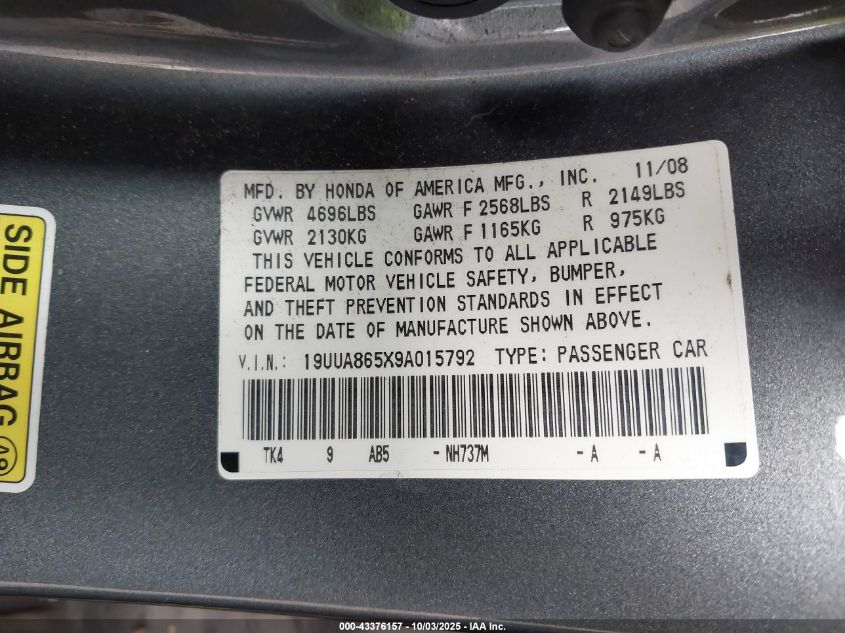 MFD. BY HONDA OF AMERICA MFG., INC. 11/08
GVWR 4696LBS GAWR F 2568LBS R 2149LBS
GVWR 2130KG GAWR F 1165KG R 975KG
THIS VEHICLE CONFORMS TO ALL APPLICABLE
FEDERAL MOTOR VEHICLE SAFETY, BUMPER,
AND THEFT PREVENTION STANDARDS IN EFFECT
ON THE DATE OF MANUFACTURE SHOWN ABOVE.
V.I.N.: 19UUA865X9A015792 TYPE: PASSENGER CAR
TK4 9 AB5 -NH737M -A -A
SIDE AIRBAG
000-43376157 - 10/03/2025 - IAA Inc.